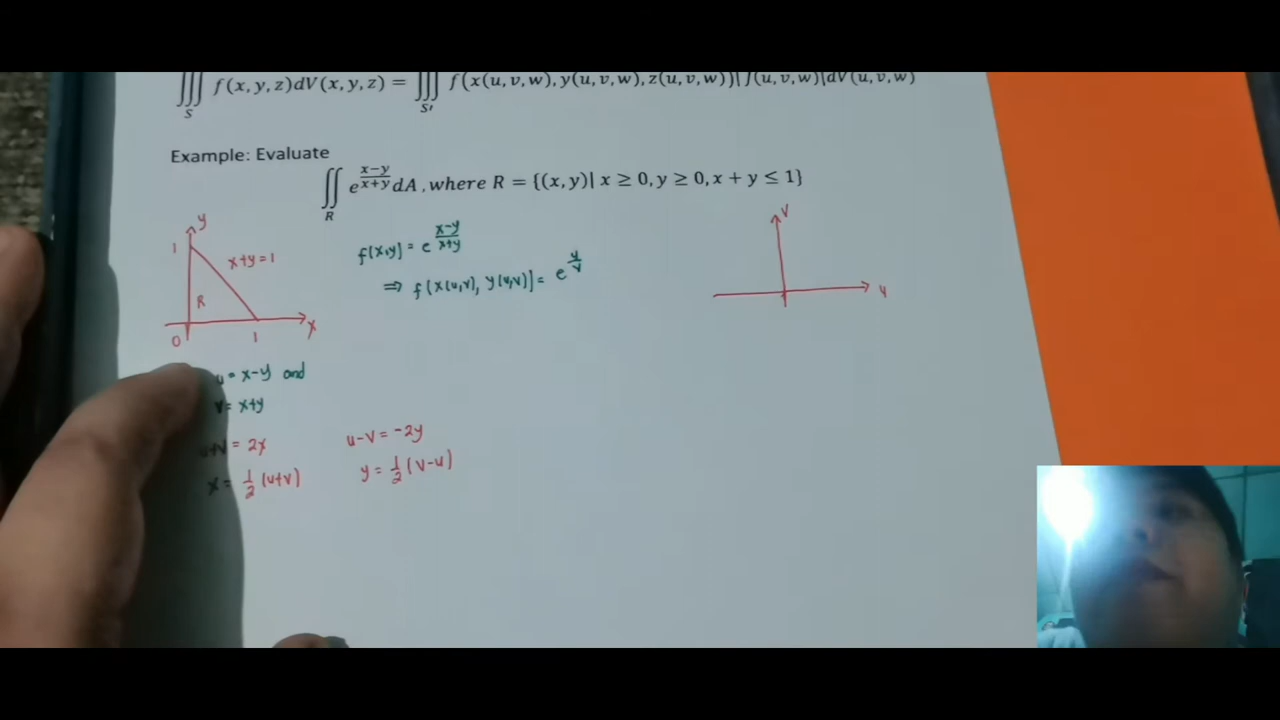 ∭_S f(x, y, z)dV(x, y, z) = ∭_S′ f(x(u, v, w), y(u, v, w), z(u, v, w))|J(u, v, w)|dV(u, v, w)
Example: Evaluate
∬_R e^((x−y)/(x+y)) dA , where R = {(x, y)| x ≥ 0, y ≥ 0, x + y ≤ 1}
y
1
x+y = 1
R
0
1
x
f(x,y) = e^((x−y)/(x+y))
⇒ f(x(u,v), y(u,v)) = e^(u/v)
v
u
u = x−y and
v = x+y
u+v = 2x
x = 1/2 (u+v)
u−v = −2y
y = 1/2 (v−u)